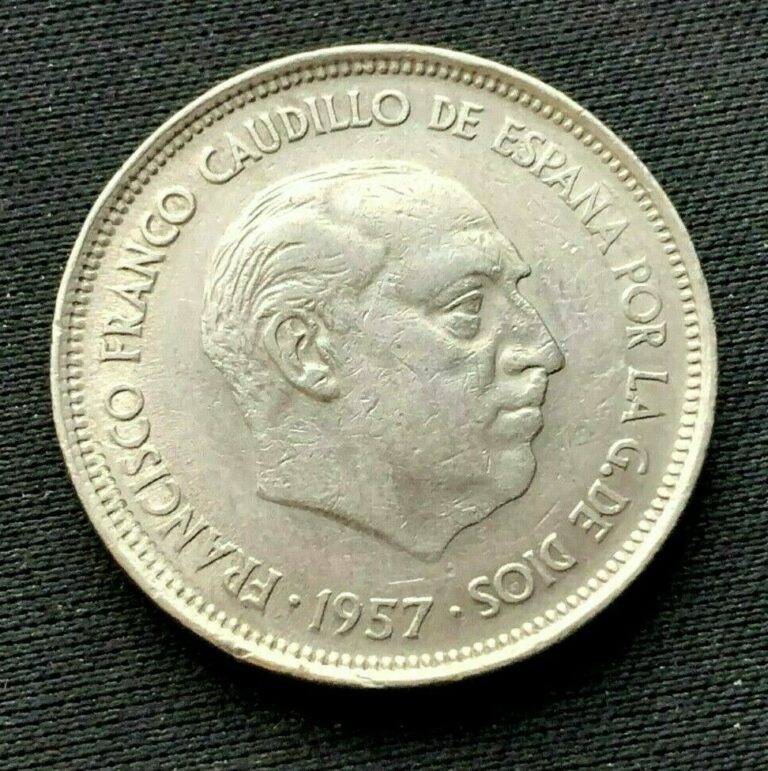 FRANCISCO FRANCO CAUDILLO DE ESPAÑA POR LA G. DE DIOS
· 1957 ·